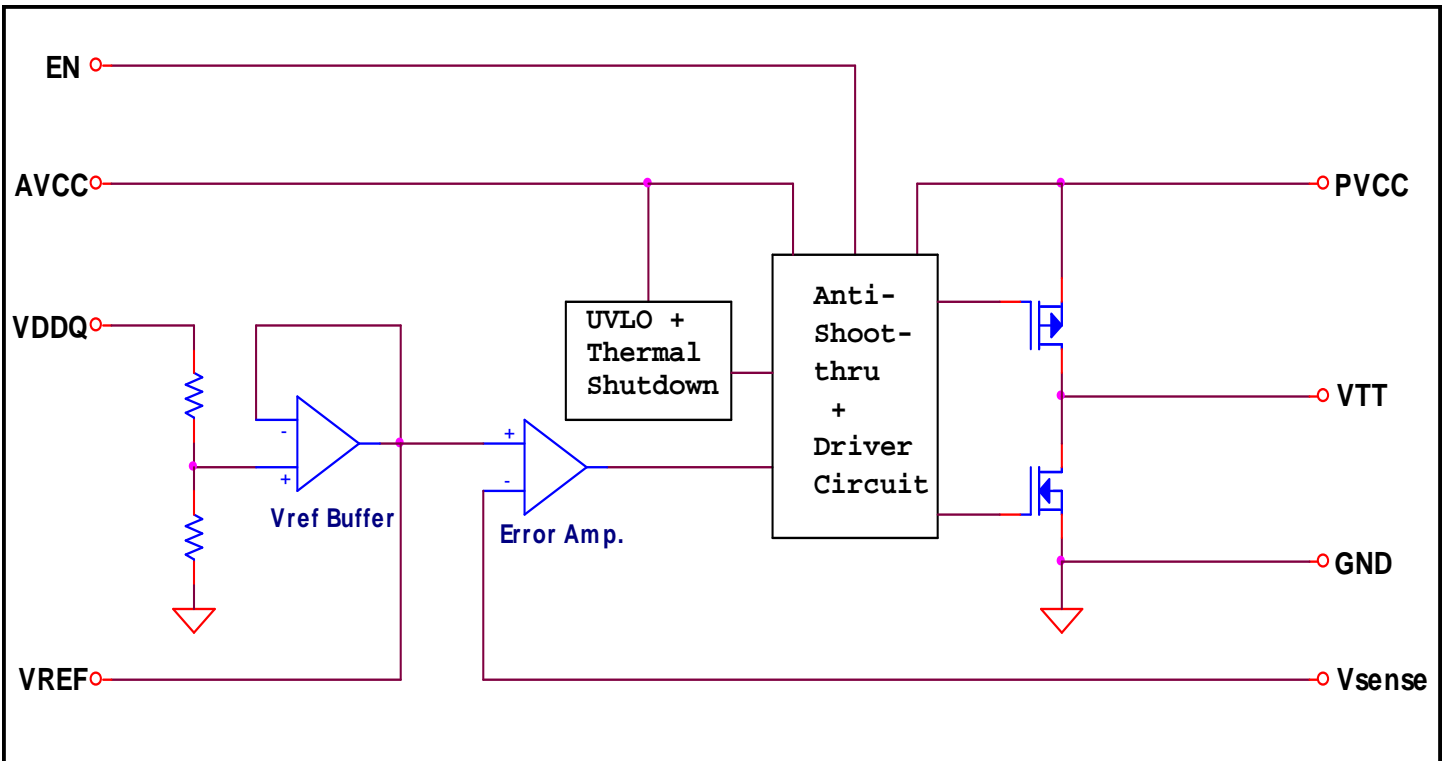 EN
AVCC
PVCC
VDDQ
UVLO +
Thermal
Shutdown
Anti-
Shoot-
thru
+
Driver
Circuit
VTT
-
+
Vref Buffer
+
-
Error Amp.
GND
VREF
Vsense